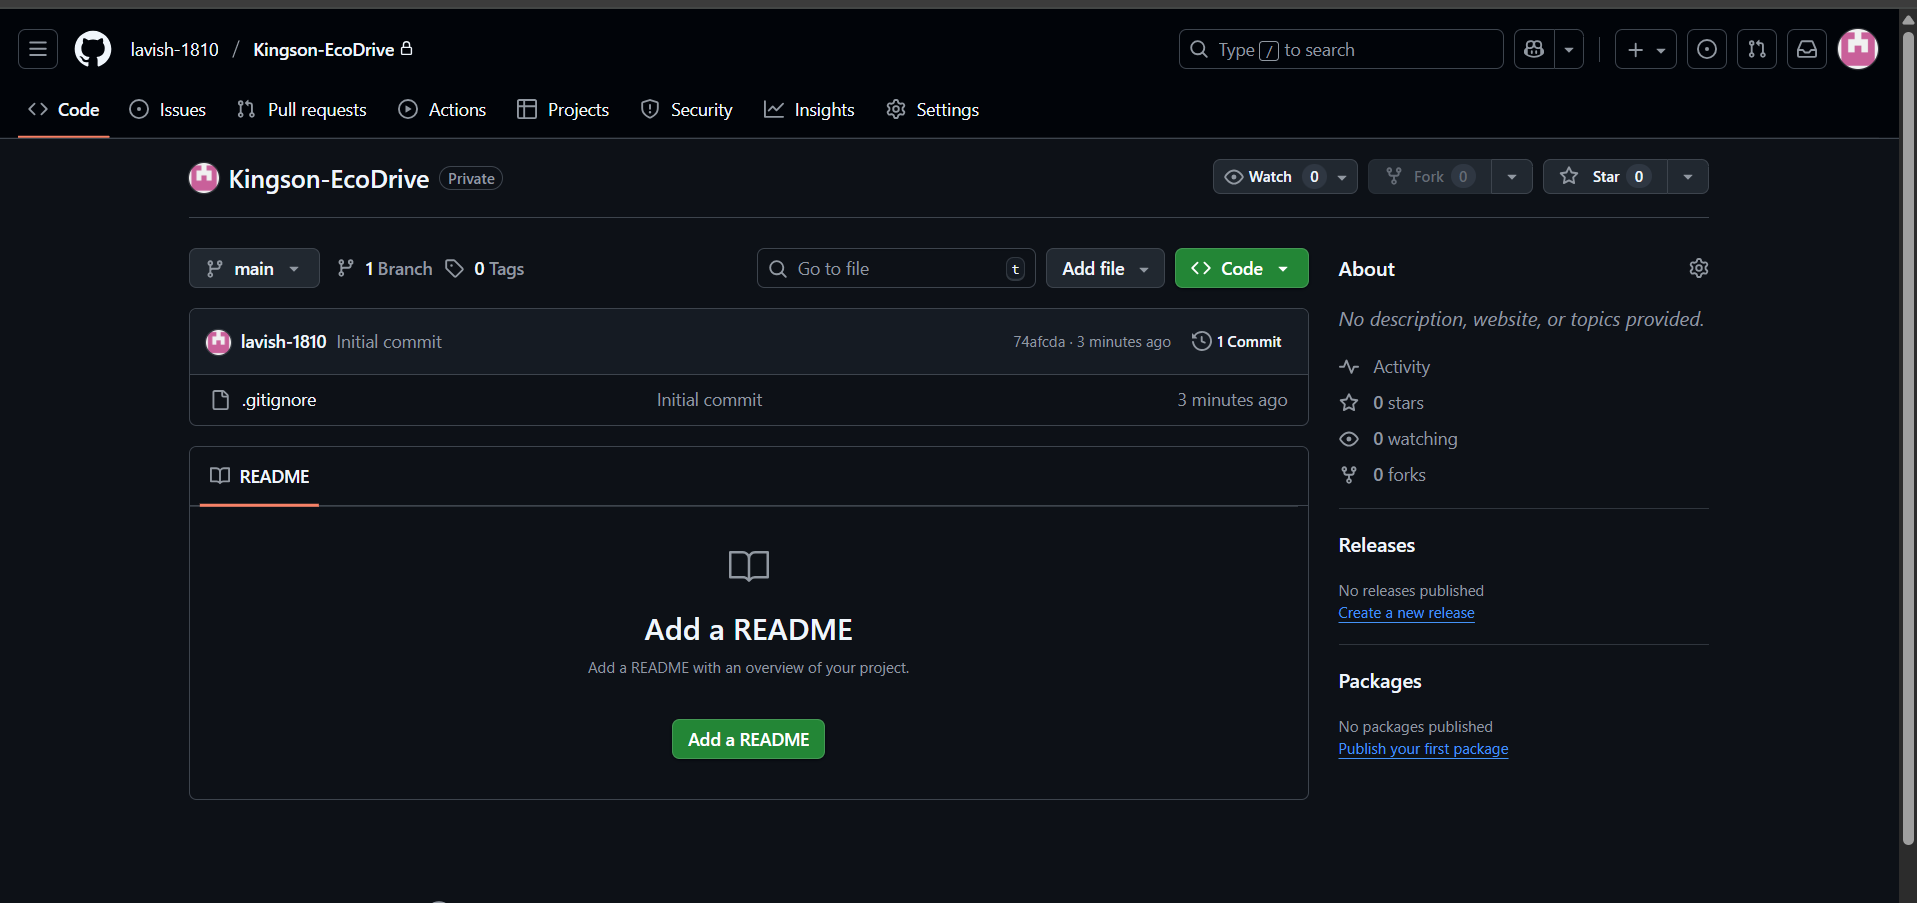 lavish-1810 / Kingson-EcoDrive
Type / to search
Code Issues Pull requests Actions Projects Security Insights Settings
Kingson-EcoDrive Private
Watch 0 Fork 0 Star 0
main 1 Branch 0 Tags Go to file t Add file Code
lavish-1810 Initial commit 74afcda · 3 minutes ago 1 Commit
.gitignore Initial commit 3 minutes ago
README
Add a README
Add a README with an overview of your project.
Add a README
About
No description, website, or topics provided.
Activity
0 stars
0 watching
0 forks
Releases
No releases published
Create a new release
Packages
No packages published
Publish your first package